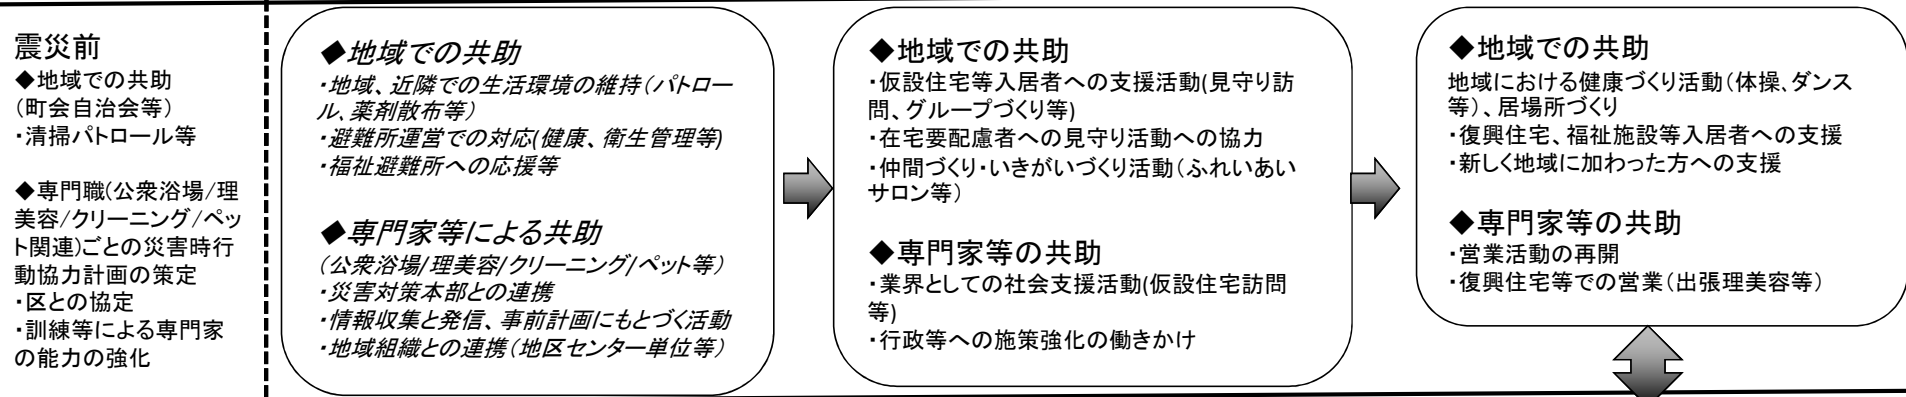 震災前
◆地域での共助
(町会自治会等)
・清掃パトロール等
◆専門職(公衆浴場/理
美容/クリーニング/ペッ
ト関連)ごとの災害時行
動協力計画の策定
・区との協定
・訓練等による専門家
の能力の強化
◆地域での共助
・地域、近隣での生活環境の維持(パトロー
ル、薬剤散布等)
・避難所運営での対応(健康、衛生管理等)
・福祉避難所への応援等
◆専門家等による共助
(公衆浴場/理美容/クリーニング/ペット等)
・災害対策本部との連携
・情報収集と発信、事前計画にもとづく活動
・地域組織との連携(地区センター単位等)
◆地域での共助
・仮設住宅等入居者への支援活動(見守り訪
問、グループづくり等)
・在宅要配慮者への見守り活動への協力
・仲間づくり・いきがいづくり活動(ふれいあい
サロン等)
◆専門家等の共助
・業界としての社会支援活動(仮設住宅訪問
等)
・行政等への施策強化の働きかけ
◆地域での共助
地域における健康づくり活動(体操、ダンス
等)、居場所づくり
・復興住宅、福祉施設等入居者への支援
・新しく地域に加わった方への支援
◆専門家等の共助
・営業活動の再開
・復興住宅等での営業(出張理美容等)